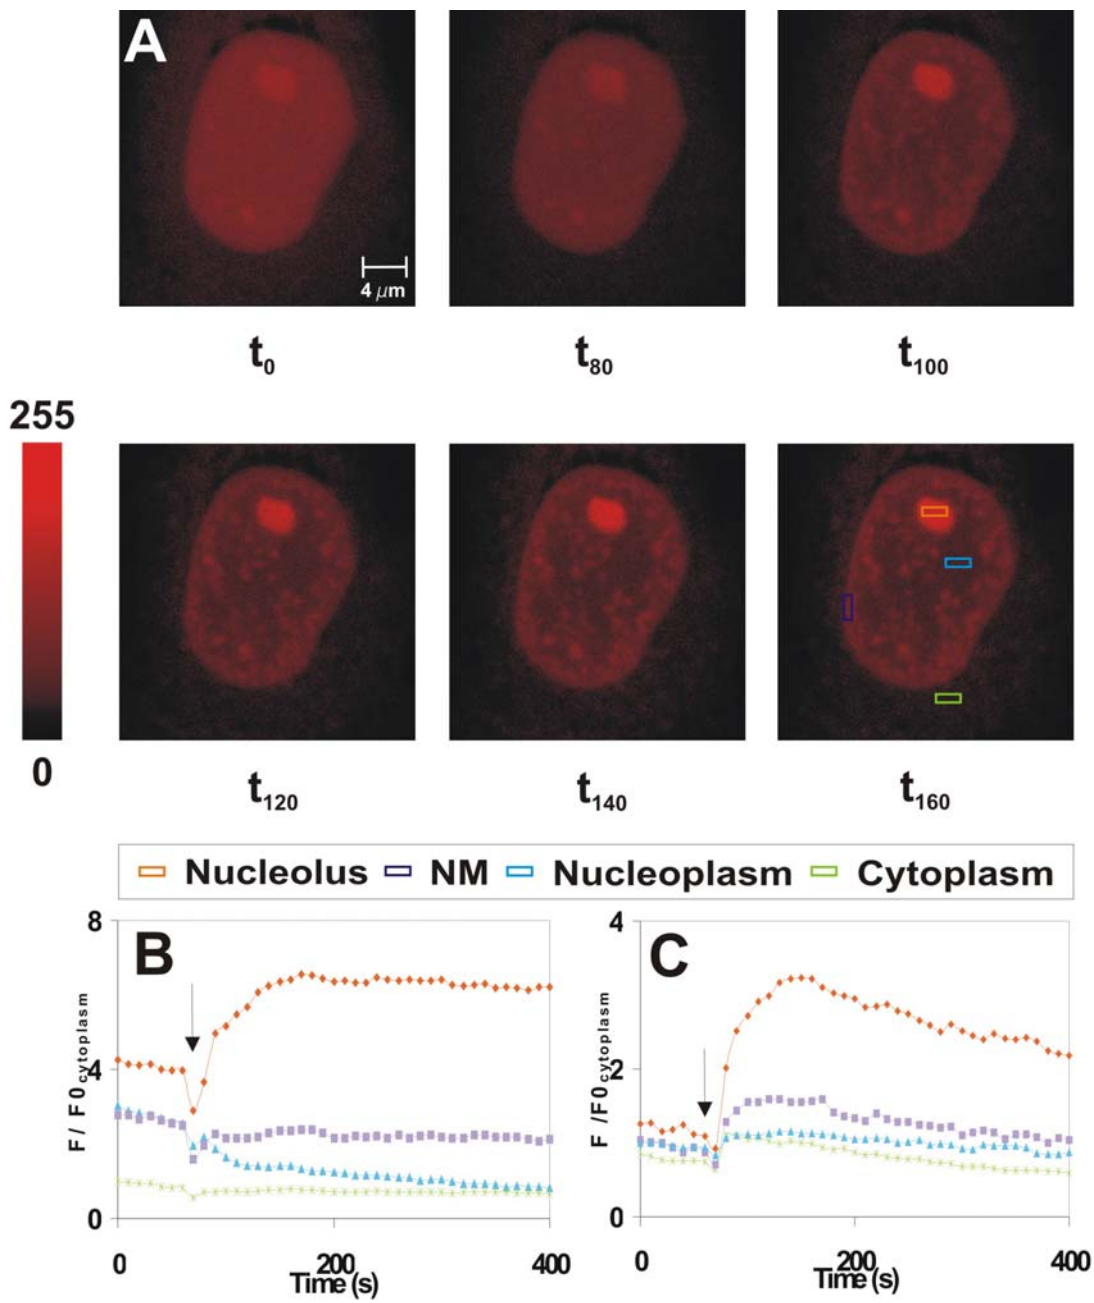 A
4 μm
t0
t80
t100
255
0
t120
t140
t160
Nucleolus NM Nucleoplasm Cytoplasm
B
8
4
0
F / F0cytoplasm
0 200 400
Time (s)
C
4
2
0
F /F0cytoplasm
0 200 400
Time (s)